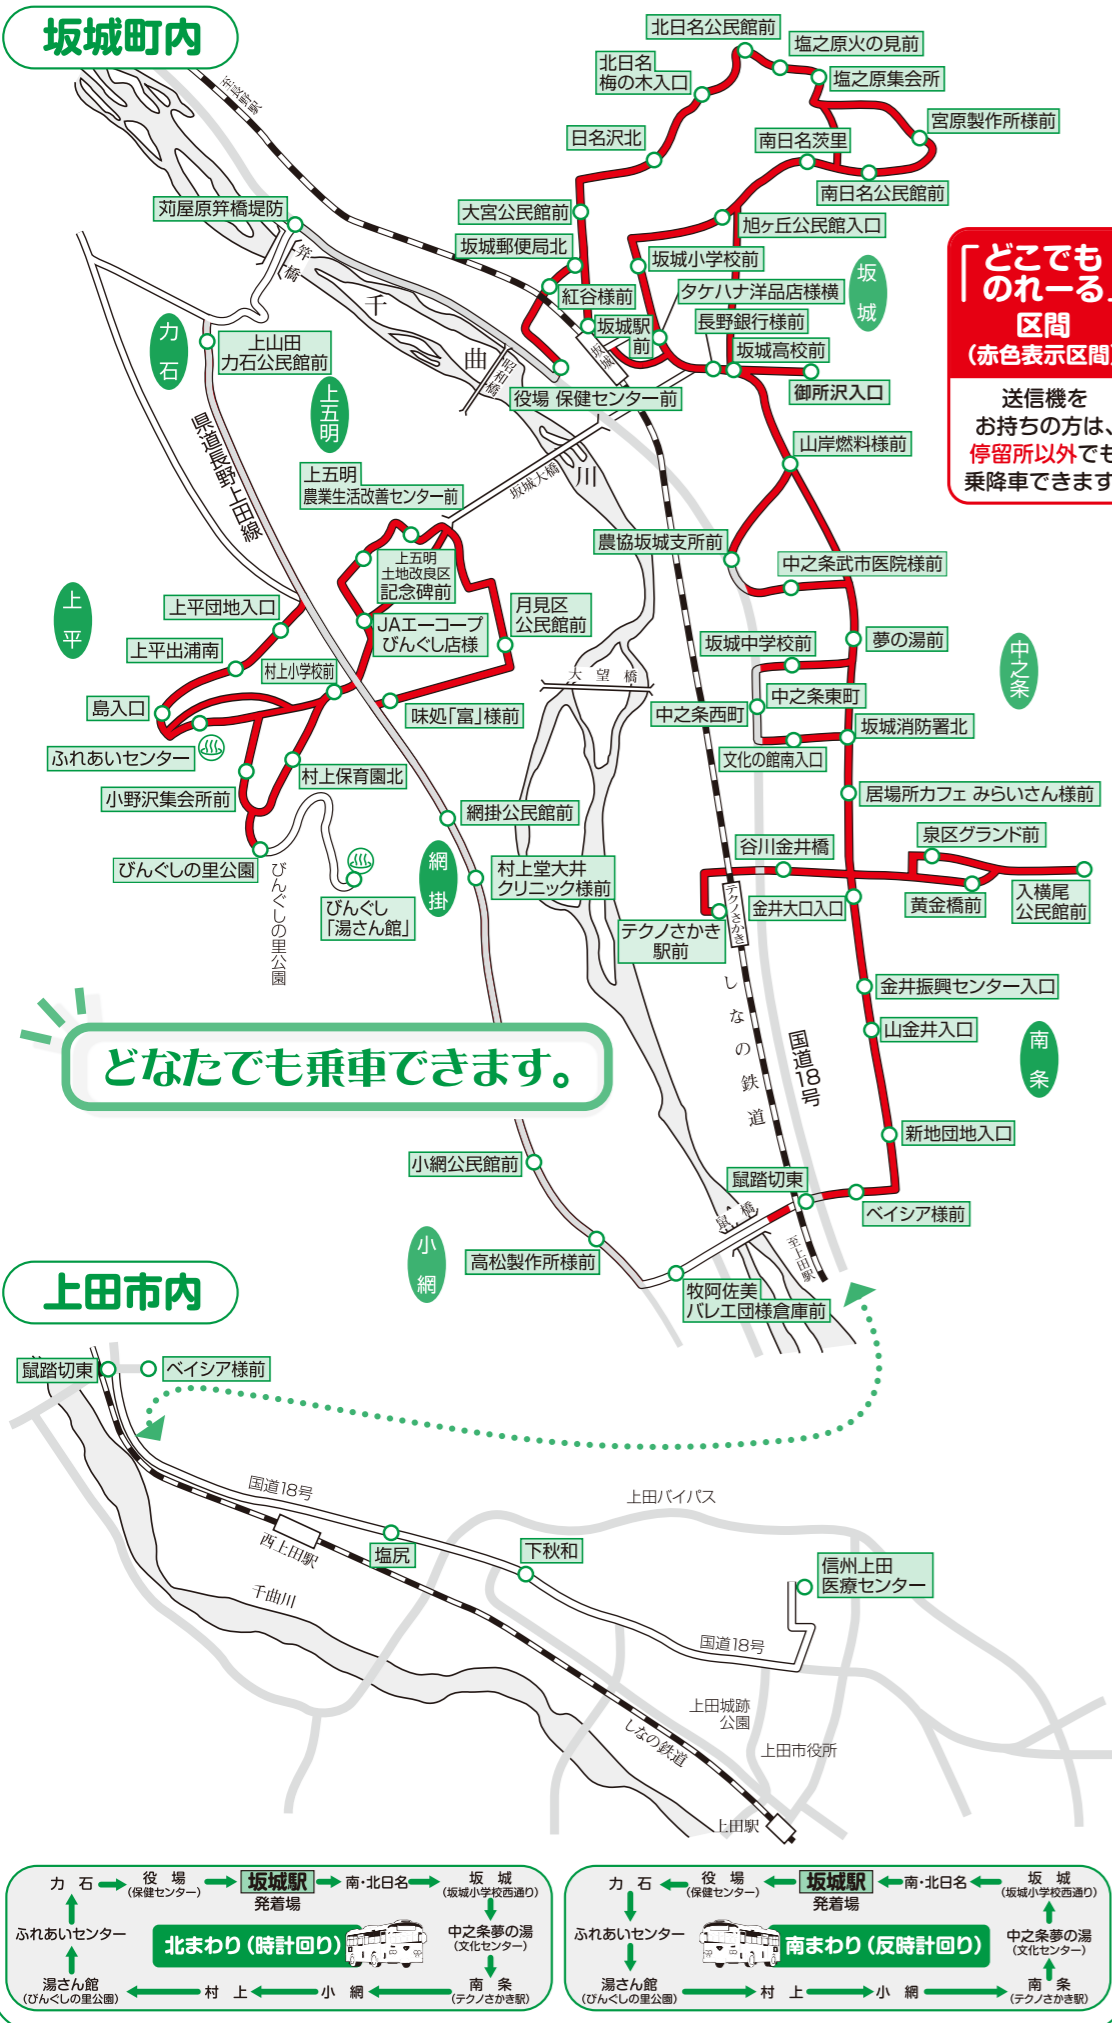 坂城町内
至長野駅
北日名公民館前
塩之原火の見前
北日名
梅の木入口
塩之原集会所
宮原製作所様前
日名沢北
南日名茨里
南日名公民館前
苅屋原笄橋堤防
大宮公民館前
旭ヶ丘公民館入口
坂城郵便局北
坂城小学校前
笄橋
紅谷様前
タケハナ洋品店様横
坂城
千曲川
坂城駅
前
長野銀行様前
坂城
坂城高校前
力石
上山田
力石公民館前
昭和橋
役場 保健センター前
御所沢入口
「どこでも
のれーる」
区間
(赤色表示区間)
送信機を
お持ちの方は、
停留所以外でも
乗降車できます
上五明
県道長野上田線
山岸燃料様前
上五明
農業生活改善センター前
坂城大橋
農協坂城支所前
中之条武市医院様前
上五明
土地改良区
記念碑前
上平
上平団地入口
JAエーコープ
びんぐし店様
月見区
公民館前
上平出浦南
坂城中学校前
夢の湯前
中之条
村上小学校前
大望橋
中之条東町
島入口
味処「富」様前
中之条西町
坂城消防署北
ふれあいセンター
文化の館南入口
小野沢集会所前
村上保育園北
居場所カフェ みらいさん様前
網掛公民館前
泉区グランド前
谷川金井橋
びんぐしの里公園
網掛
村上堂大井
クリニック様前
びんぐしの里公園
びんぐし
「湯さん館」
テクノさかき
金井大口入口
黄金橋前
入横尾
公民館前
テクノさかき
駅前
しなの鉄道
国道18号
金井振興センター入口
山金井入口
南条
どなたでも乗車できます。
新地団地入口
小網公民館前
鼠踏切東
ベイシア様前
鼠橋
小網
高松製作所様前
至上田駅
牧阿佐美
バレエ団様倉庫前
上田市内
鼠踏切東
ベイシア様前
国道18号
上田バイパス
西上田駅
塩尻
下秋和
信州上田
医療センター
千曲川
国道18号
上田城跡
公園
しなの鉄道
上田市役所
上田駅
力石
役場
(保健センター)
坂城駅
発着場
南・北日名
坂城
(坂城小学校西通り)
ふれあいセンター
北まわり(時計回り)
中之条夢の湯
(文化センター)
湯さん館
(びんぐしの里公園)
村上
小網
南条
(テクノさかき駅)
力石
役場
(保健センター)
坂城駅
発着場
南・北日名
坂城
(坂城小学校西通り)
ふれあいセンター
南まわり(反時計回り)
中之条夢の湯
(文化センター)
湯さん館
(びんぐしの里公園)
村上
小網
南条
(テクノさかき駅)